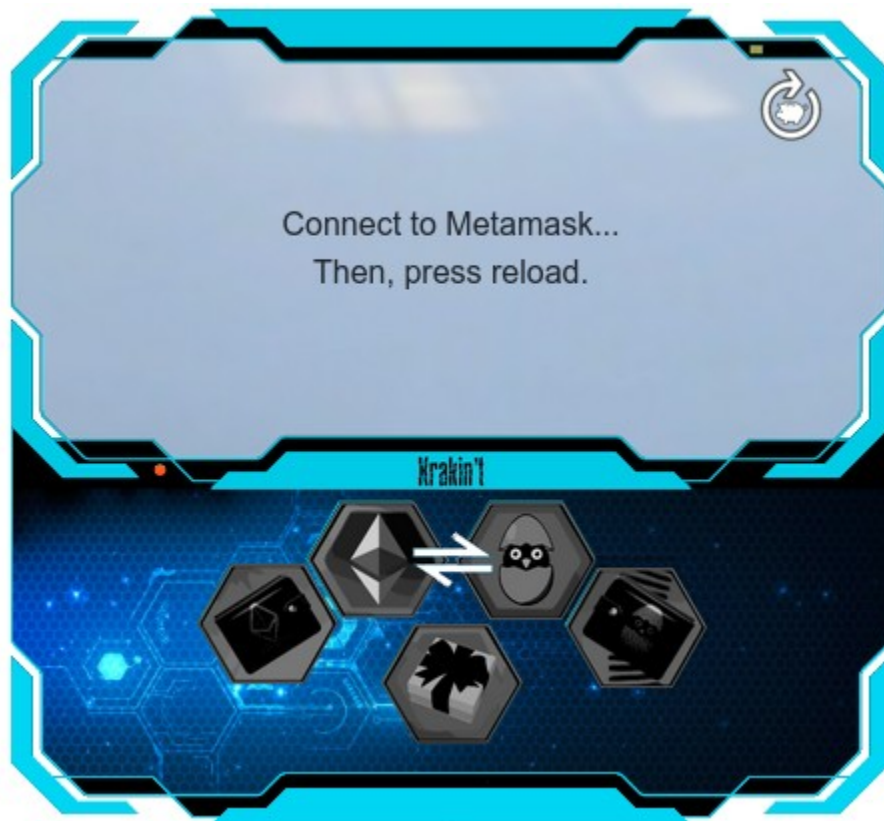 Connect to Metamask...
Then, press reload.
Krakin't